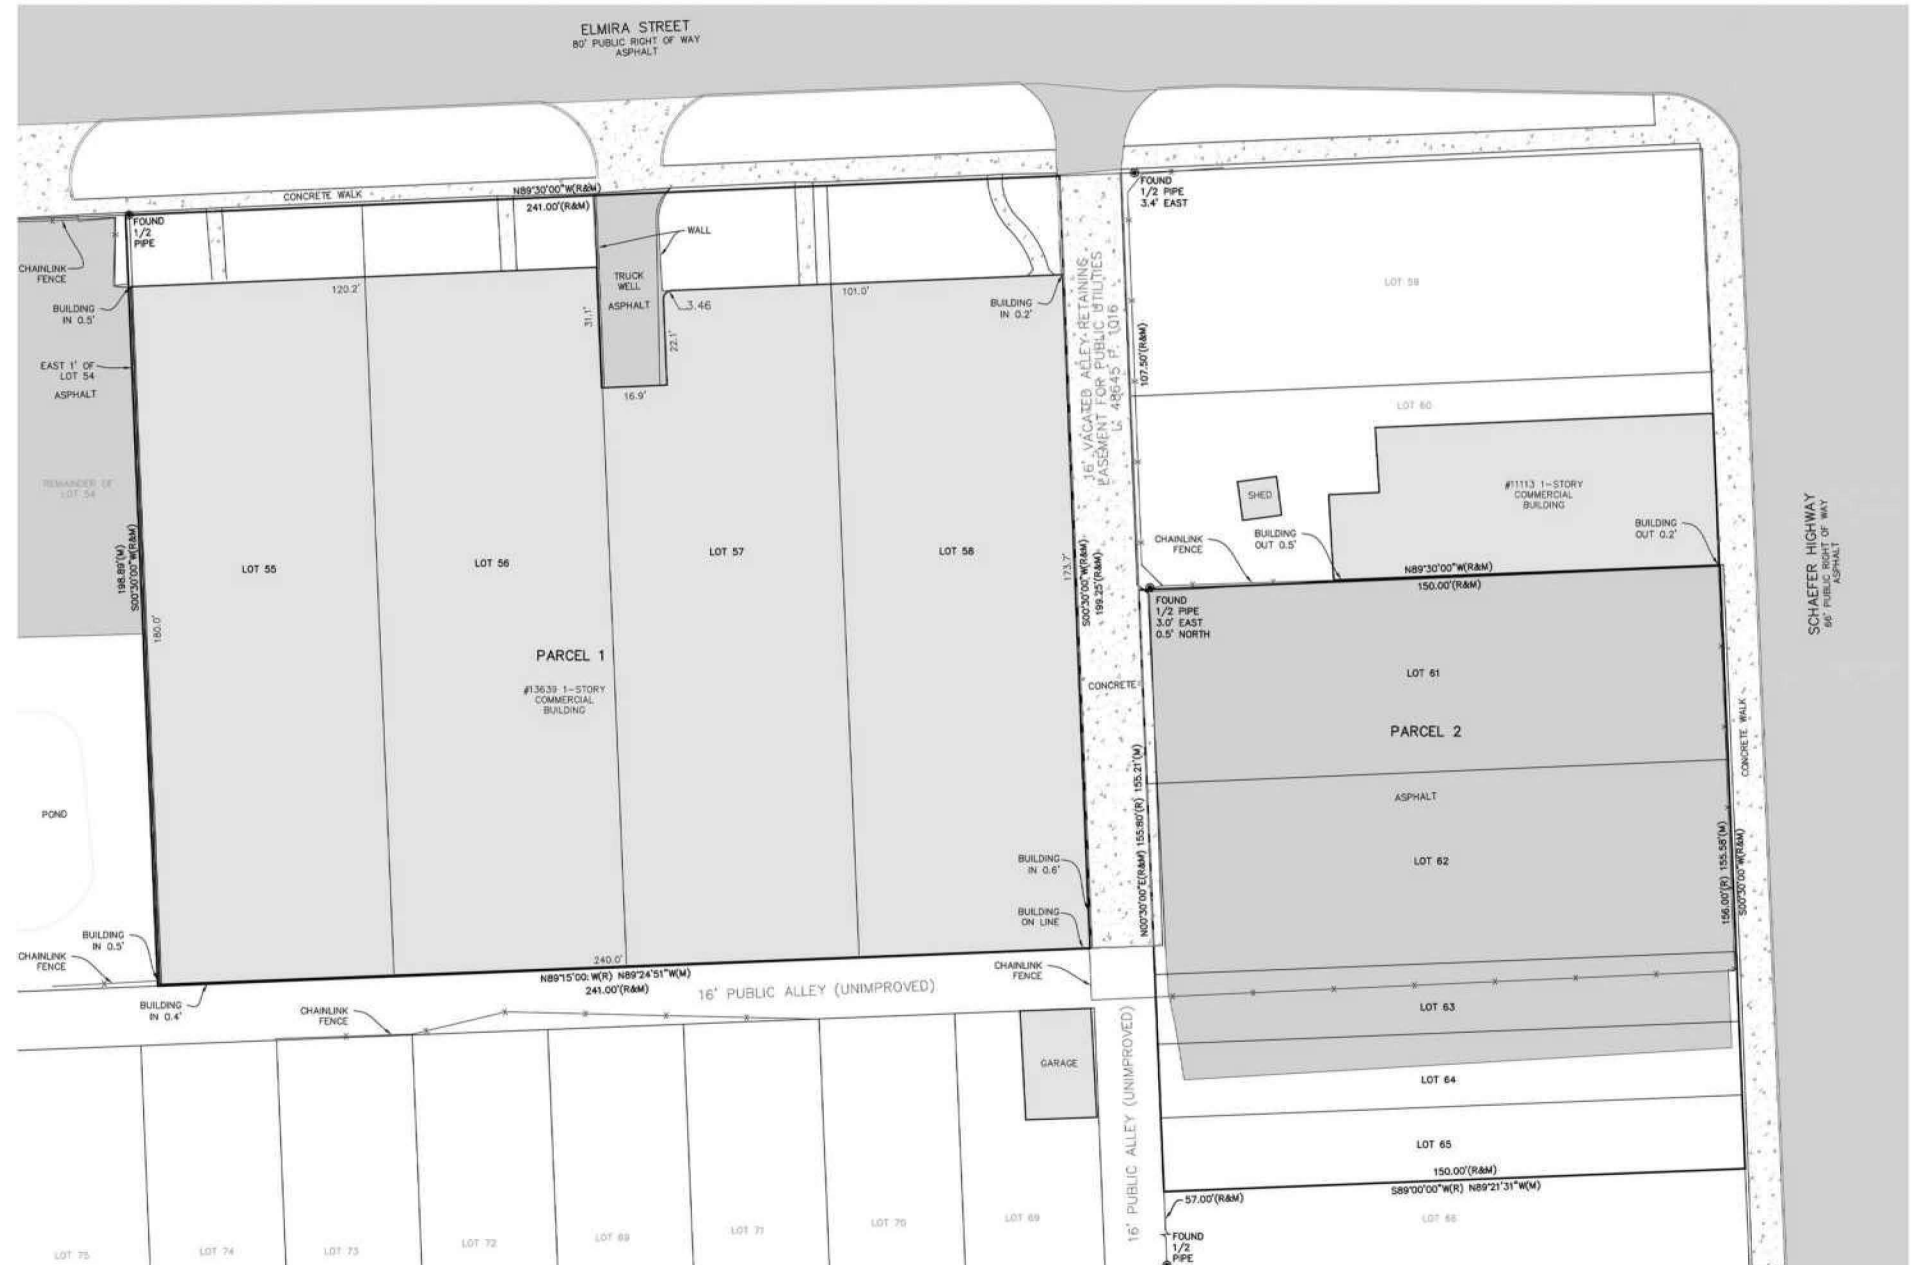 ELMIRA STREET
80' PUBLIC RIGHT OF WAY
ASPHALT
CONCRETE WALK
N89°30'00"W(R&M)
241.00'(R&M)
FOUND
1/2
PIPE
FOUND
1/2 PIPE
3.4' EAST
CHAINLINK
FENCE
WALL
TRUCK
WELL
ASPHALT
BUILDING
IN 0.5'
120.2'
31.1'
3.46
22.1'
101.0'
BUILDING
IN 0.2'
16.9'
16' VACATED ALLEY-RETAINING
EASEMENT FOR PUBLIC UTILITIES
L. 48645 P. 1016
107.50'(R&M)
LOT 59
LOT 60
EAST 1' OF
LOT 54
ASPHALT
REMAINDER OF
LOT 54
198.89'(M)
S00°30'00"W(R&M)
180.0'
LOT 55
LOT 56
LOT 57
LOT 58
173.7'
S00°30'00"W(R&M)
199.25'(R&M)
SHED
#11113 1-STORY
COMMERCIAL
BUILDING
CHAINLINK
FENCE
BUILDING
OUT 0.5'
BUILDING
OUT 0.2'
N89°30'00"W(R&M)
150.00'(R&M)
FOUND
1/2 PIPE
3.0' EAST
0.5' NORTH
SCHAEFER HIGHWAY
66' PUBLIC RIGHT OF WAY
ASPHALT
PARCEL 1
#13639 1-STORY
COMMERCIAL
BUILDING
CONCRETE
LOT 61
PARCEL 2
ASPHALT
LOT 62
CONCRETE WALK
N00°30'00"E(R&M) 155.80'(R) 155.21'(M)
156.00'(R) 155.58'(M)
S00°30'00"W(R&M)
POND
BUILDING
IN 0.6'
BUILDING
ON LINE
BUILDING
IN 0.5'
CHAINLINK
FENCE
240.0'
N89°15'00:W(R) N89°24'51"W(M)
241.00'(R&M)
CHAINLINK
FENCE
BUILDING
IN 0.4'
CHAINLINK
FENCE
16' PUBLIC ALLEY (UNIMPROVED)
LOT 63
GARAGE
16' PUBLIC ALLEY (UNIMPROVED)
LOT 64
LOT 65
150.00'(R&M)
S89°00'00"W(R) N89°21'31"W(M)
57.00'(R&M)
LOT 66
FOUND
1/2
PIPE
LOT 75
LOT 74
LOT 73
LOT 72
LOT 69
LOT 71
LOT 70
LOT 69